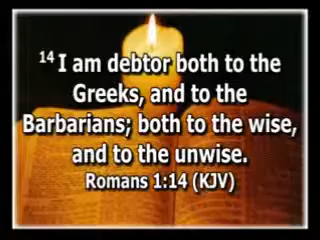 14 I am debtor both to the
Greeks, and to the
Barbarians; both to the wise,
and to the unwise.
Romans 1:14 (KJV)